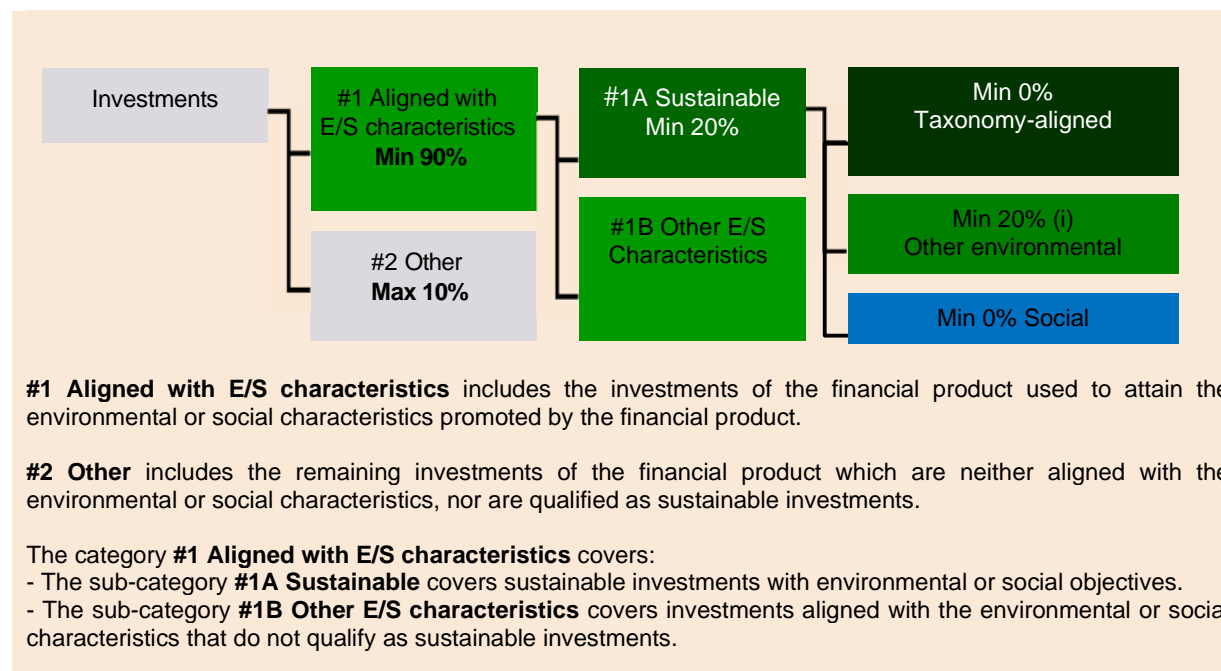 Investments
#1 Aligned with
E/S characteristics
Min 90%
#2 Other
Max 10%
#1A Sustainable
Min 20%
#1B Other E/S
Characteristics
Min 0%
Taxonomy-aligned
Min 20% (i)
Other environmental
Min 0% Social
#1 Aligned with E/S characteristics includes the investments of the financial product used to attain the
environmental or social characteristics promoted by the financial product.
#2 Other includes the remaining investments of the financial product which are neither aligned with the
environmental or social characteristics, nor are qualified as sustainable investments.
The category #1 Aligned with E/S characteristics covers:
- The sub-category #1A Sustainable covers sustainable investments with environmental or social objectives.
- The sub-category #1B Other E/S characteristics covers investments aligned with the environmental or social
characteristics that do not qualify as sustainable investments.